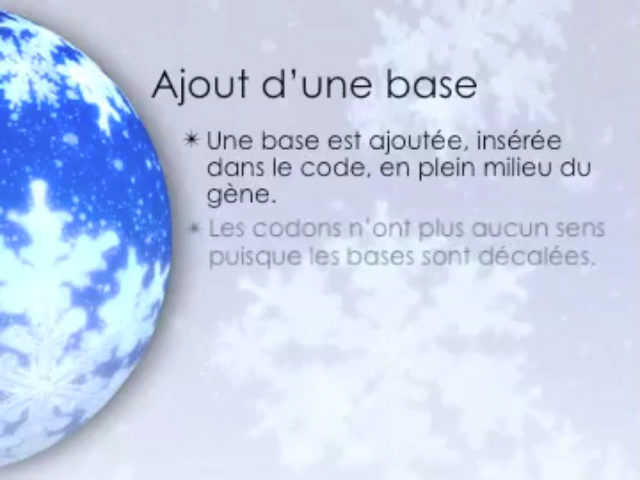 Ajout d’une base
Une base est ajoutée, insérée
dans le code, en plein milieu du
gène.
Les codons n’ont plus aucun sens
puisque les bases sont décalées.